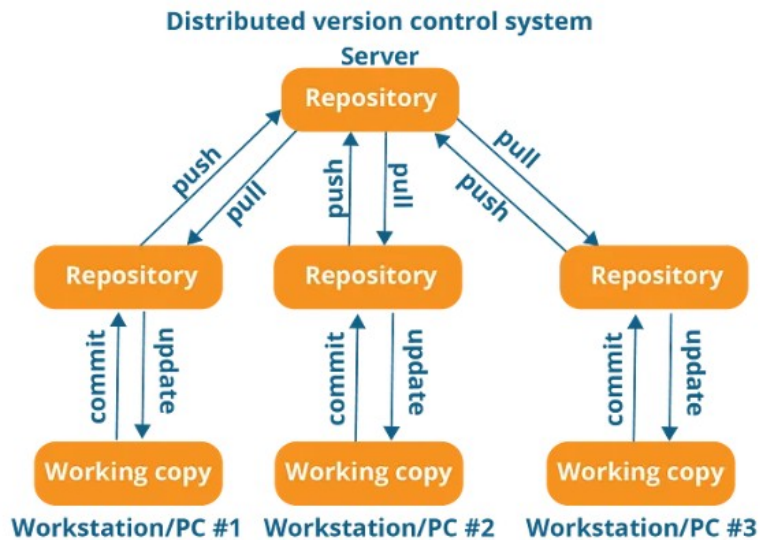 Distributed version control system
Server
Repository
push
pull
push
pull
pull
push
Repository
Repository
Repository
commit
update
commit
update
commit
update
Working copy
Working copy
Working copy
Workstation/PC #1
Workstation/PC #2
Workstation/PC #3